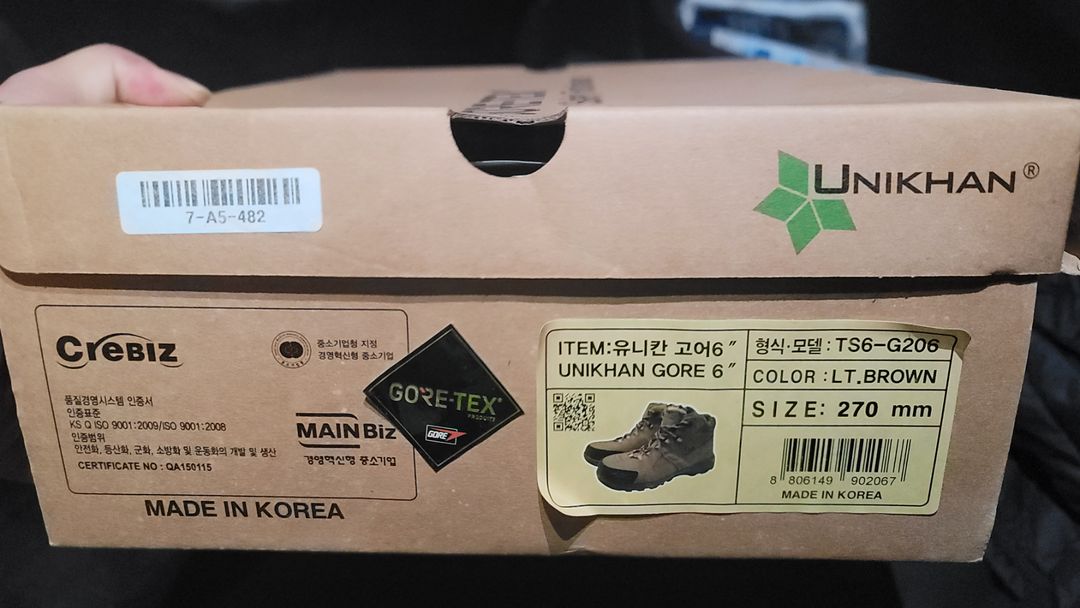 7-A5-482
UNIKHAN®
CreBiz
중소기업청 지정
경영혁신형 중소기업
품질경영시스템 인증서
인증표준
KS Q ISO 9001:2009/ISO 9001:2008
인증범위
안전화, 등산화, 군화, 소방화 및 운동화의 개발 및 생산
CERTIFICATE NO : QA150115
MAINBiz
경영혁신형 중소기업
MADE IN KOREA
GORE-TEX®
PRODUCTS
GORE
ITEM:유니칸 고어6"
UNIKHAN GORE 6"
형식·모델 : TS6-G206
COLOR : LT.BROWN
SIZE: 270 mm
8 806149 902067
MADE IN KOREA